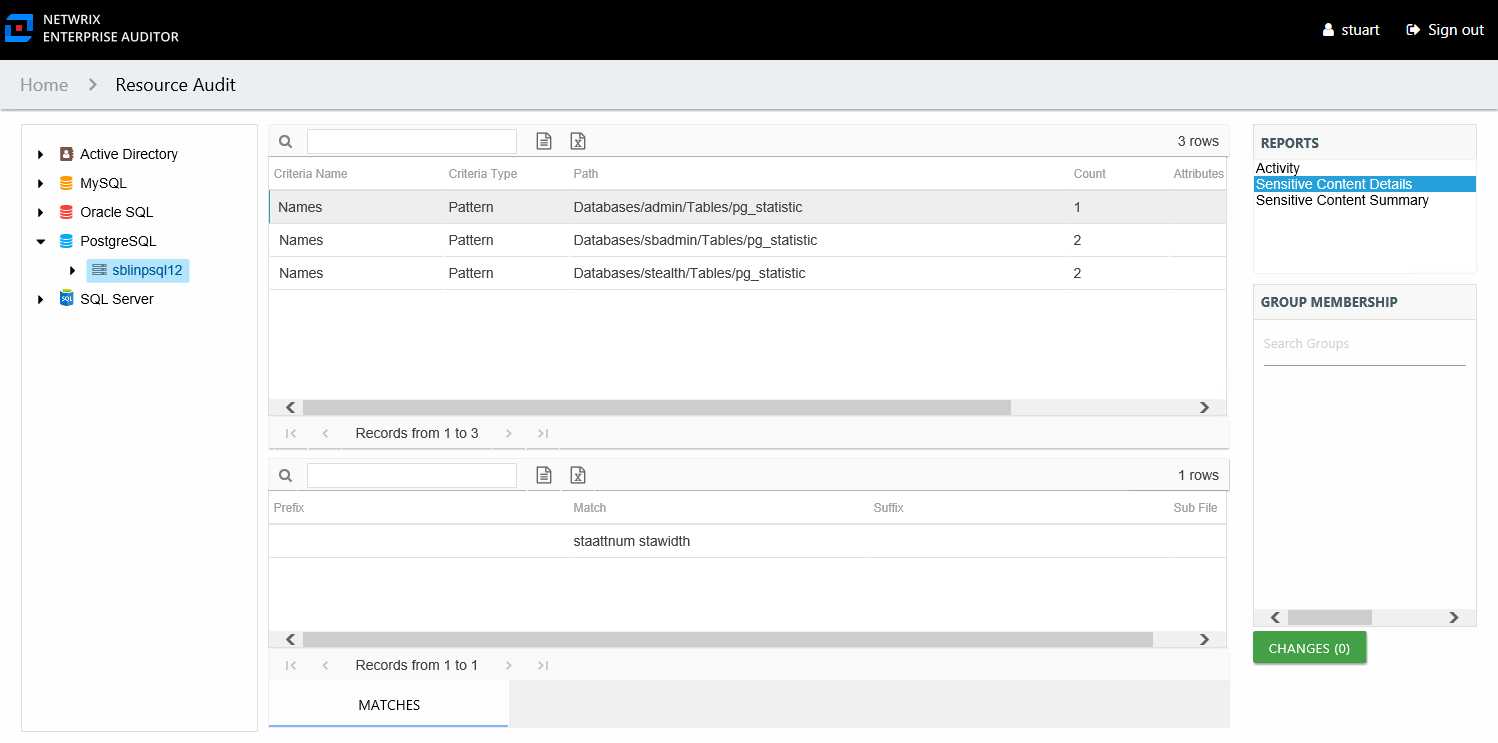 NETWRIX
ENTERPRISE AUDITOR
stuart Sign out
Home Resource Audit
Active Directory
MySQL
Oracle SQL
PostgreSQL
sblinpsql12
SQL SQL Server
3 rows
Criteria Name Criteria Type Path Count Attributes
Names Pattern Databases/admin/Tables/pg_statistic 1
Names Pattern Databases/sbadmin/Tables/pg_statistic 2
Names Pattern Databases/stealth/Tables/pg_statistic 2
Records from 1 to 3
1 rows
Prefix Match Suffix Sub File
staattnum stawidth
Records from 1 to 1
MATCHES
REPORTS
Activity
Sensitive Content Details
Sensitive Content Summary
GROUP MEMBERSHIP
Search Groups
CHANGES (0)